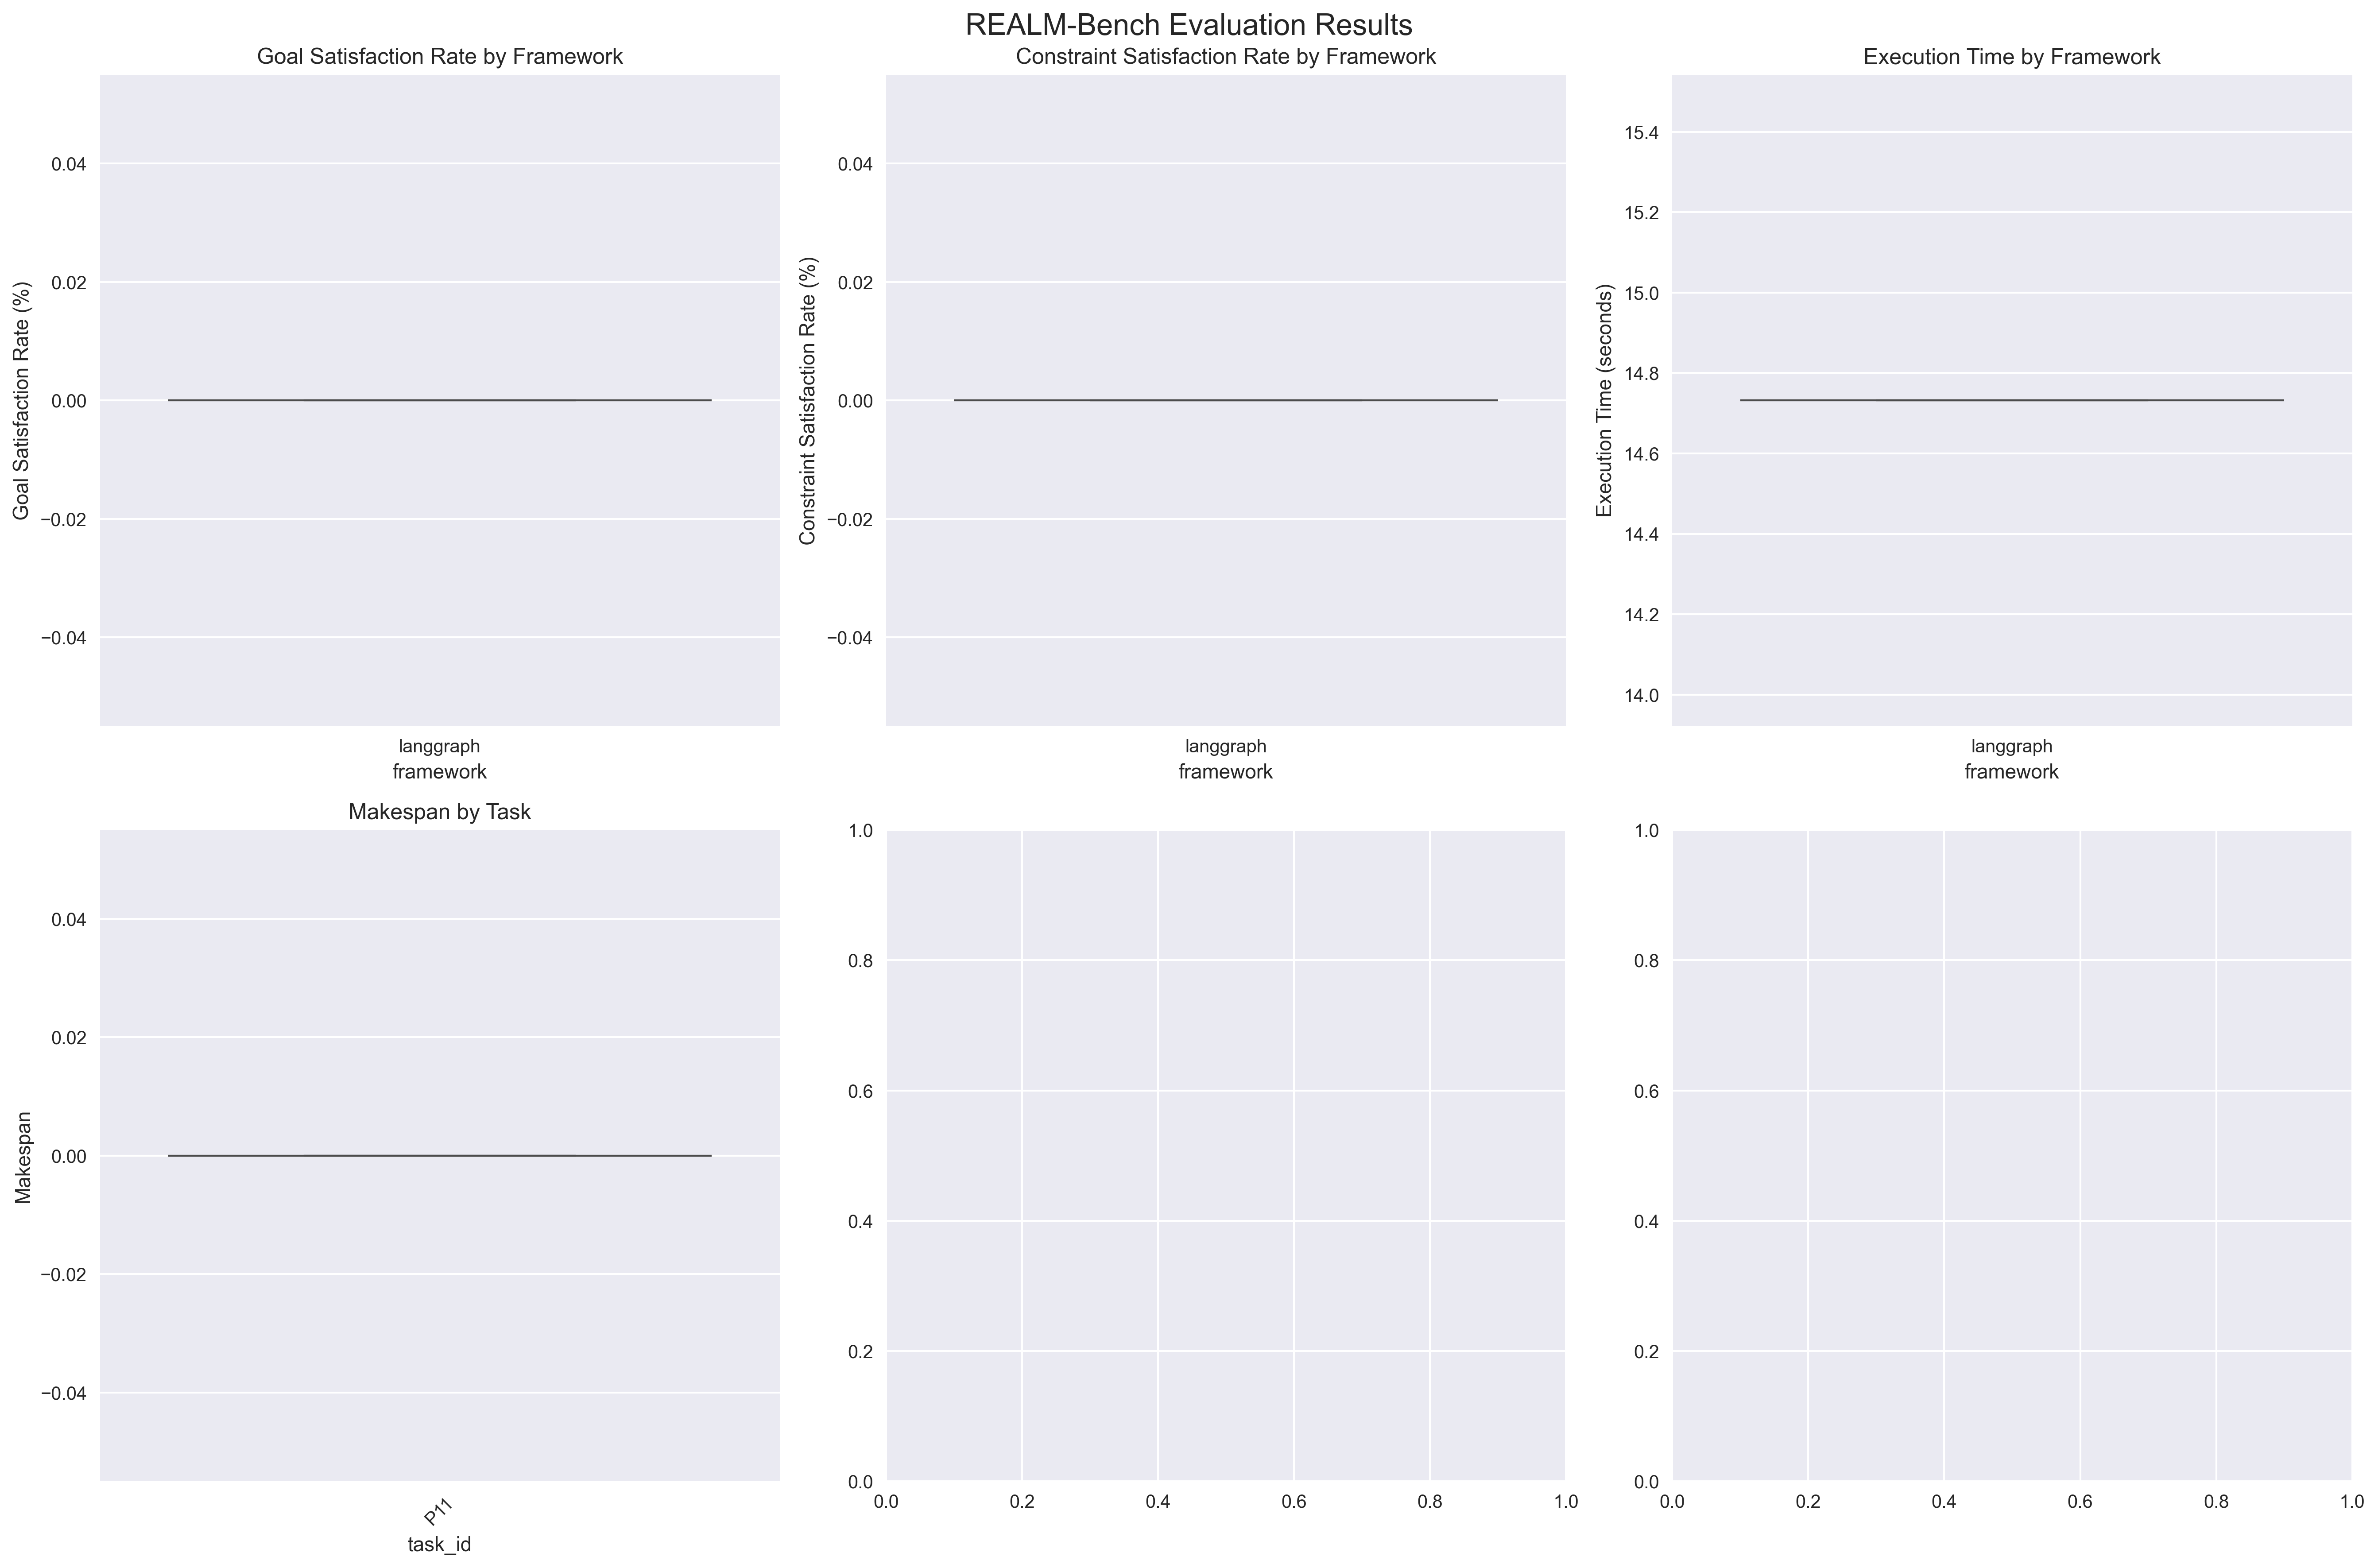 REALM-Bench Evaluation Results
Goal Satisfaction Rate by Framework
Goal Satisfaction Rate (%)
0.04
0.02
0.00
−0.02
−0.04
langgraph
framework
Constraint Satisfaction Rate by Framework
Constraint Satisfaction Rate (%)
0.04
0.02
0.00
−0.02
−0.04
langgraph
framework
Execution Time by Framework
Execution Time (seconds)
15.4
15.2
15.0
14.8
14.6
14.4
14.2
14.0
langgraph
framework
Makespan by Task
Makespan
0.04
0.02
0.00
−0.02
−0.04
P11
task_id
1.0
0.8
0.6
0.4
0.2
0.0
0.0 0.2 0.4 0.6 0.8 1.0
1.0
0.8
0.6
0.4
0.2
0.0
0.0 0.2 0.4 0.6 0.8 1.0